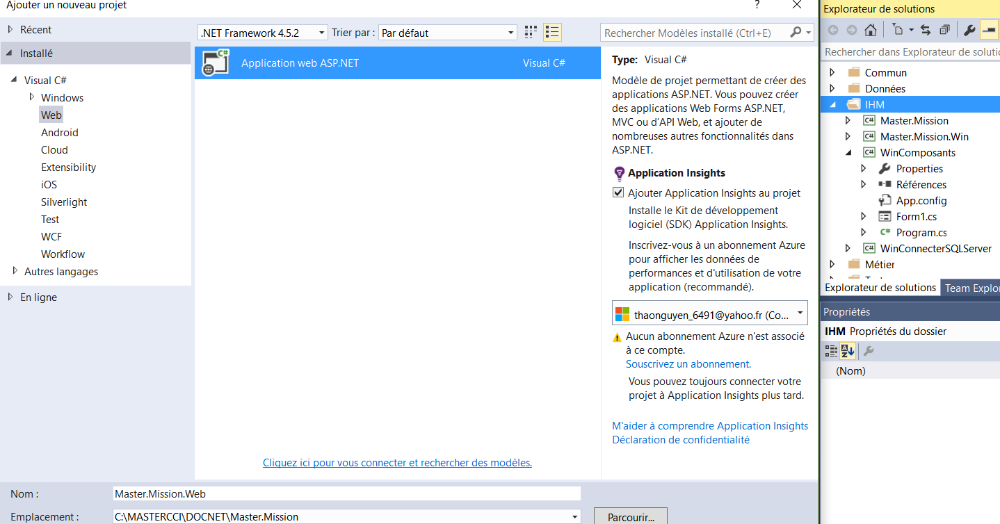 Ajouter un nouveau projet
?
Récent
Installé
Visual C#
Windows
Web
Android
Cloud
Extensibility
iOS
Silverlight
Test
WCF
Workflow
Autres langages
En ligne
.NET Framework 4.5.2
Trier par :
Par défaut
Rechercher Modèles installé (Ctrl+E)
C#
Application web ASP.NET
Visual C#
Cliquez ici pour vous connecter et rechercher des modèles.
Type: Visual C#
Modèle de projet permettant de créer des
applications ASP.NET. Vous pouvez créer
des applications Web Forms ASP.NET,
MVC ou d'API Web, et ajouter de
nombreuses autres fonctionnalités dans
ASP.NET.
Application Insights
Ajouter Application Insights au projet
Installe le Kit de développement
logiciel (SDK) Application Insights.
Inscrivez-vous à un abonnement Azure
pour afficher les données de
performances et d'utilisation de votre
application (recommandé).
thaonguyen_6491@yahoo.fr (Co...
Aucun abonnement Azure n'est associé
à ce compte.
Souscrivez un abonnement.
Vous pouvez toujours connecter votre
projet à Application Insights plus tard.
M'aider à comprendre Application Insights
Déclaration de confidentialité
Nom :
Master.Mission.Web
Emplacement :
C:\MASTERCCI\DOCNET\Master.Mission
Parcourir...
Explorateur de solutions
Rechercher dans Explorateur de solutic
Commun
Données
IHM
C# Master.Mission
C# Master.Mission.Win
C# WinComposants
Properties
Références
App.config
Form1.cs
C# Program.cs
C# WinConnecterSQLServer
Métier
Explorateur de solutions
Team Explo
Propriétés
IHM Propriétés du dossier
(Nom)